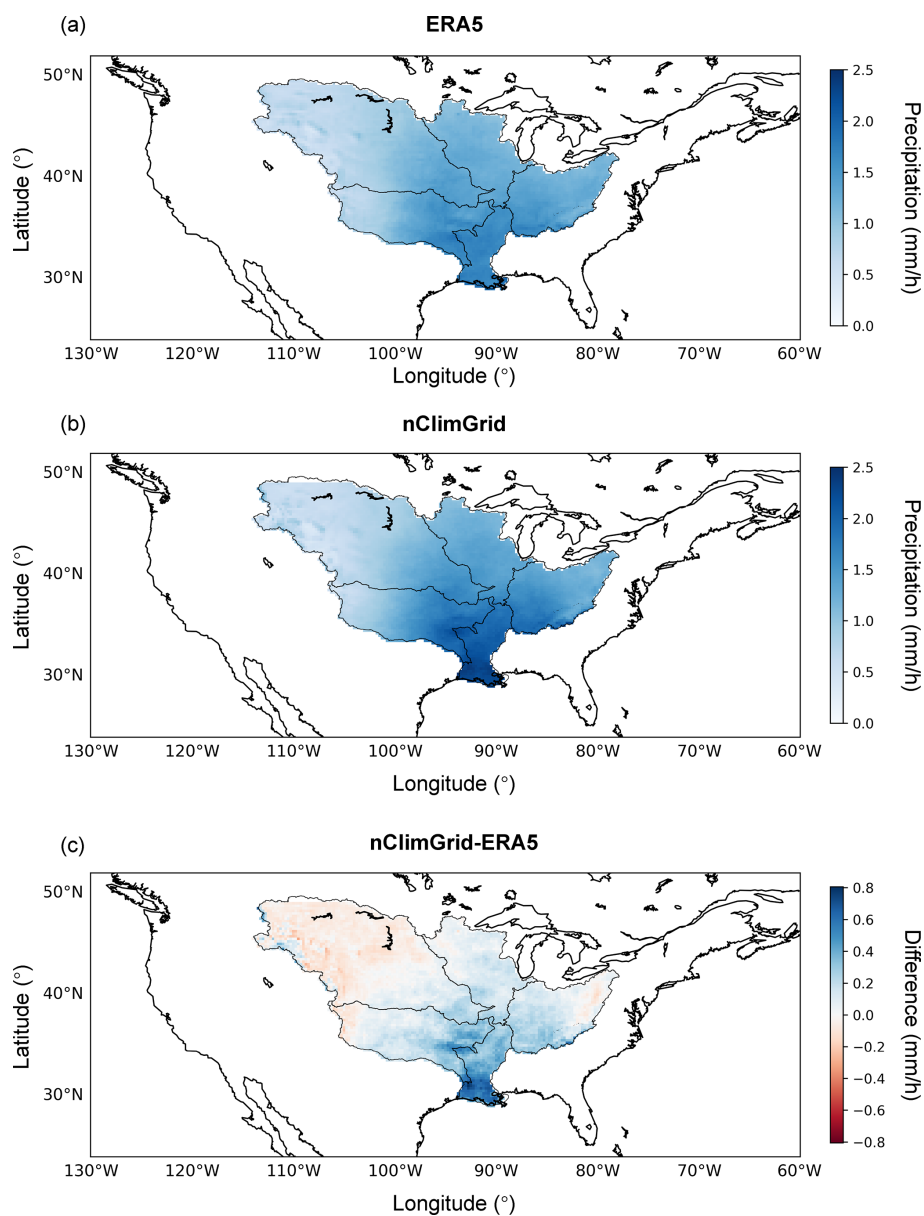 (a)
ERA5
50°N
40°N
30°N
Latitude (°)
130°W 120°W 110°W 100°W 90°W 80°W 70°W 60°W
Longitude (°)
2.5
2.0
1.5
1.0
0.5
0.0
Precipitation (mm/h)
(b)
nClimGrid
50°N
40°N
30°N
Latitude (°)
130°W 120°W 110°W 100°W 90°W 80°W 70°W 60°W
Longitude (°)
2.5
2.0
1.5
1.0
0.5
0.0
Precipitation (mm/h)
(c)
nClimGrid-ERA5
50°N
40°N
30°N
Latitude (°)
130°W 120°W 110°W 100°W 90°W 80°W 70°W 60°W
Longitude (°)
0.8
0.6
0.4
0.2
0.0
−0.2
−0.4
−0.6
−0.8
Difference (mm/h)